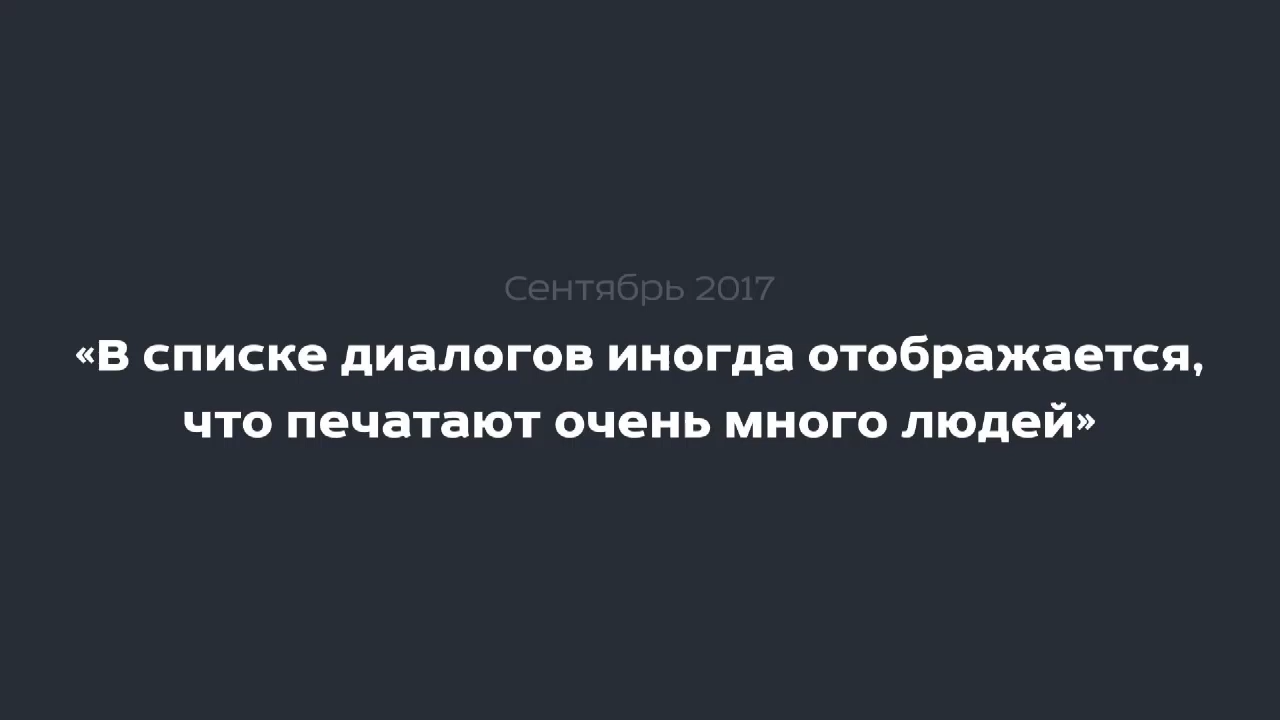 Сентябрь 2017
«В списке диалогов иногда отображается,
что печатают очень много людей»